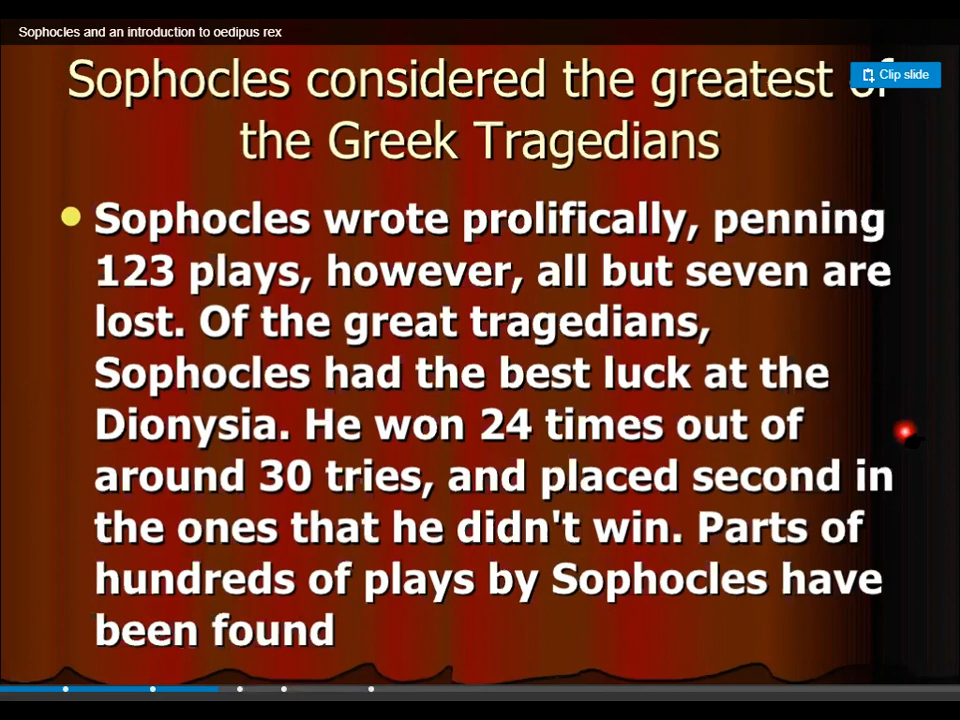 Sophocles and an introduction to oedipus rex
Clip slide
Sophocles considered the greatest of
the Greek Tragedians
Sophocles wrote prolifically, penning
123 plays, however, all but seven are
lost. Of the great tragedians,
Sophocles had the best luck at the
Dionysia. He won 24 times out of
around 30 tries, and placed second in
the ones that he didn't win. Parts of
hundreds of plays by Sophocles have
been found